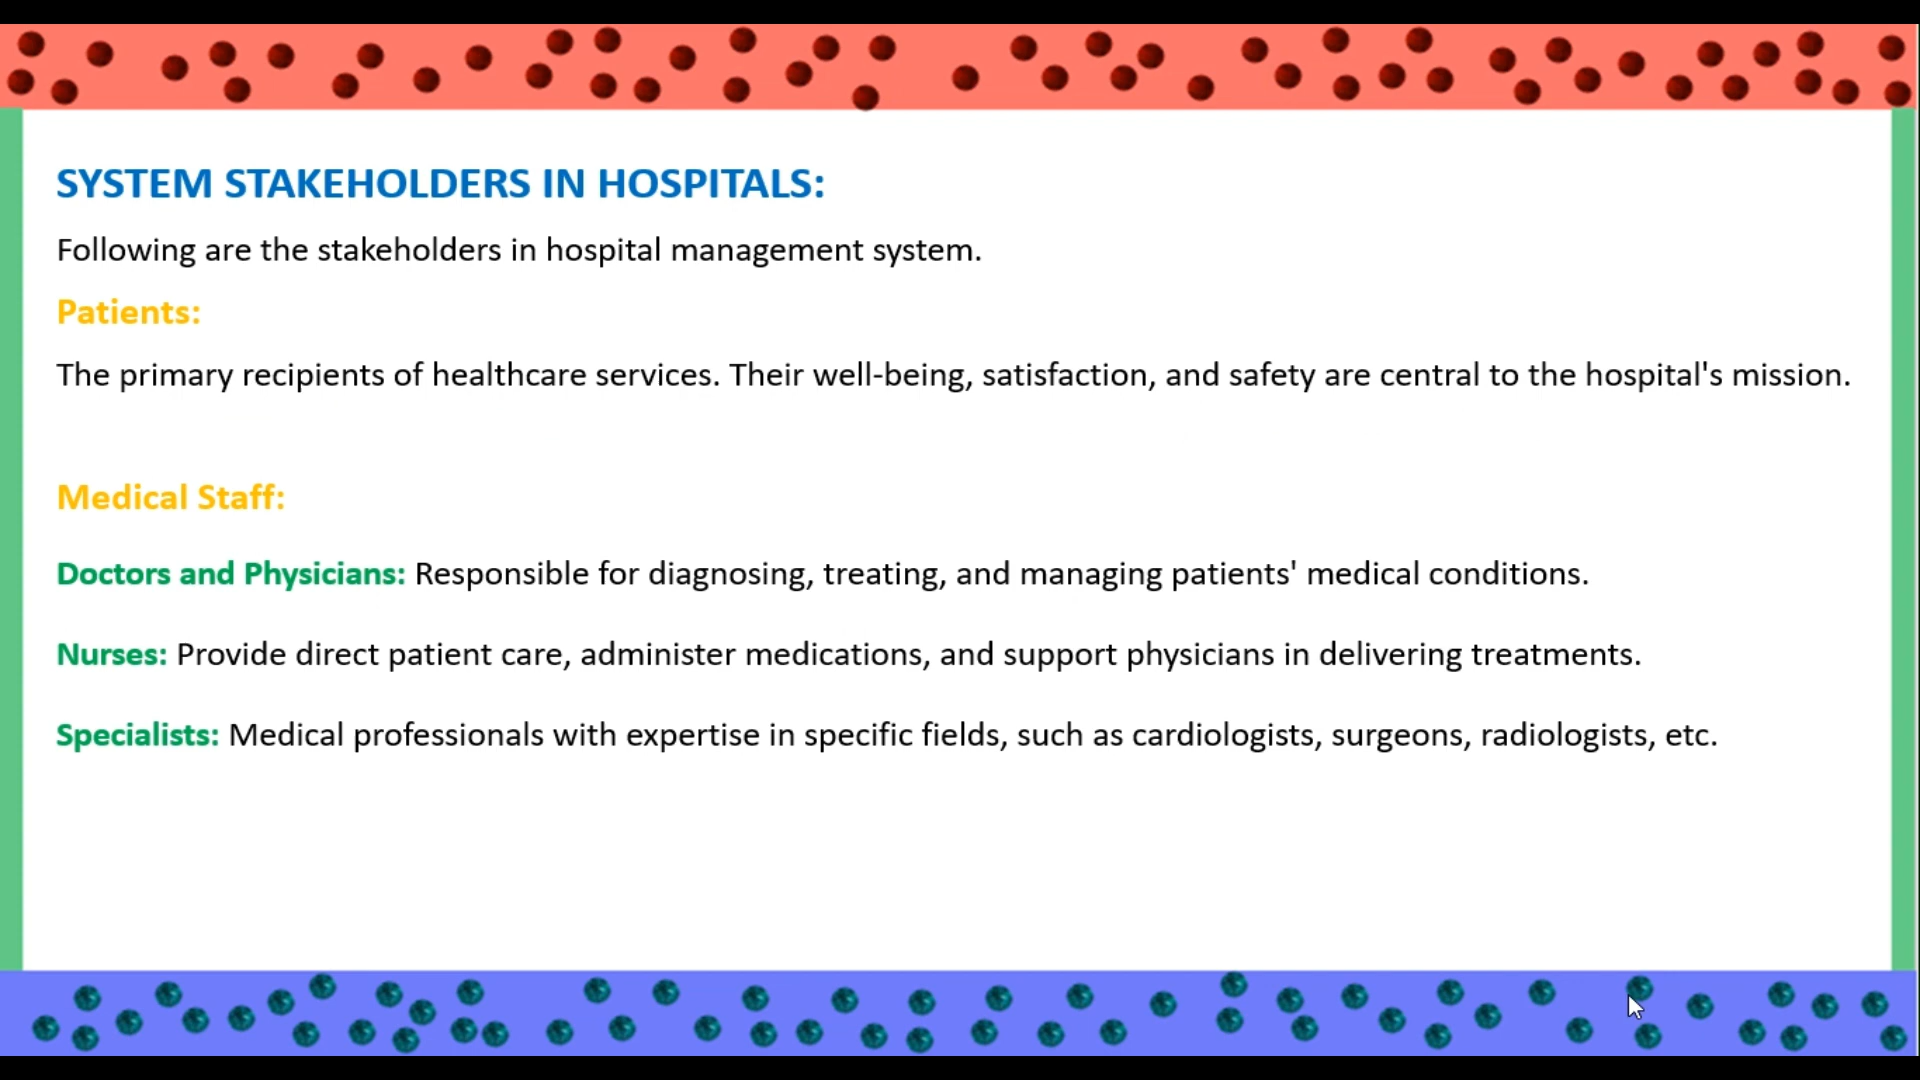 SYSTEM STAKEHOLDERS IN HOSPITALS:
Following are the stakeholders in hospital management system.
Patients:
The primary recipients of healthcare services. Their well-being, satisfaction, and safety are central to the hospital's mission.
Medical Staff:
Doctors and Physicians: Responsible for diagnosing, treating, and managing patients' medical conditions.
Nurses: Provide direct patient care, administer medications, and support physicians in delivering treatments.
Specialists: Medical professionals with expertise in specific fields, such as cardiologists, surgeons, radiologists, etc.